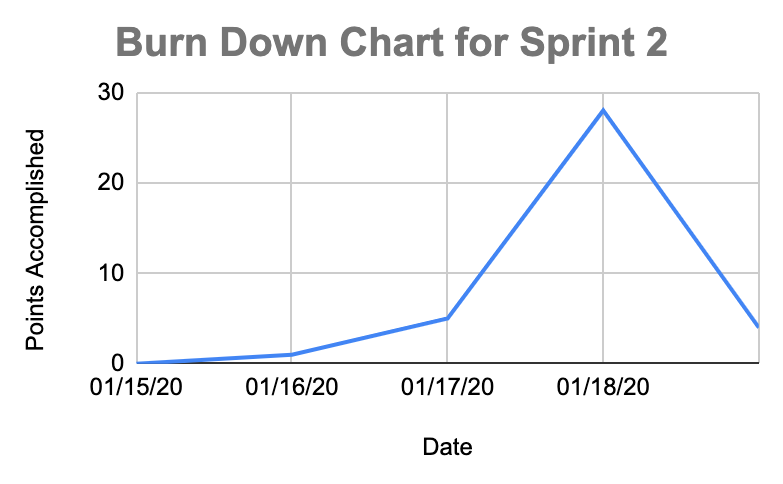 Burn Down Chart for Sprint 2
Points Accomplished
30
20
10
0
01/15/20 01/16/20 01/17/20 01/18/20
Date